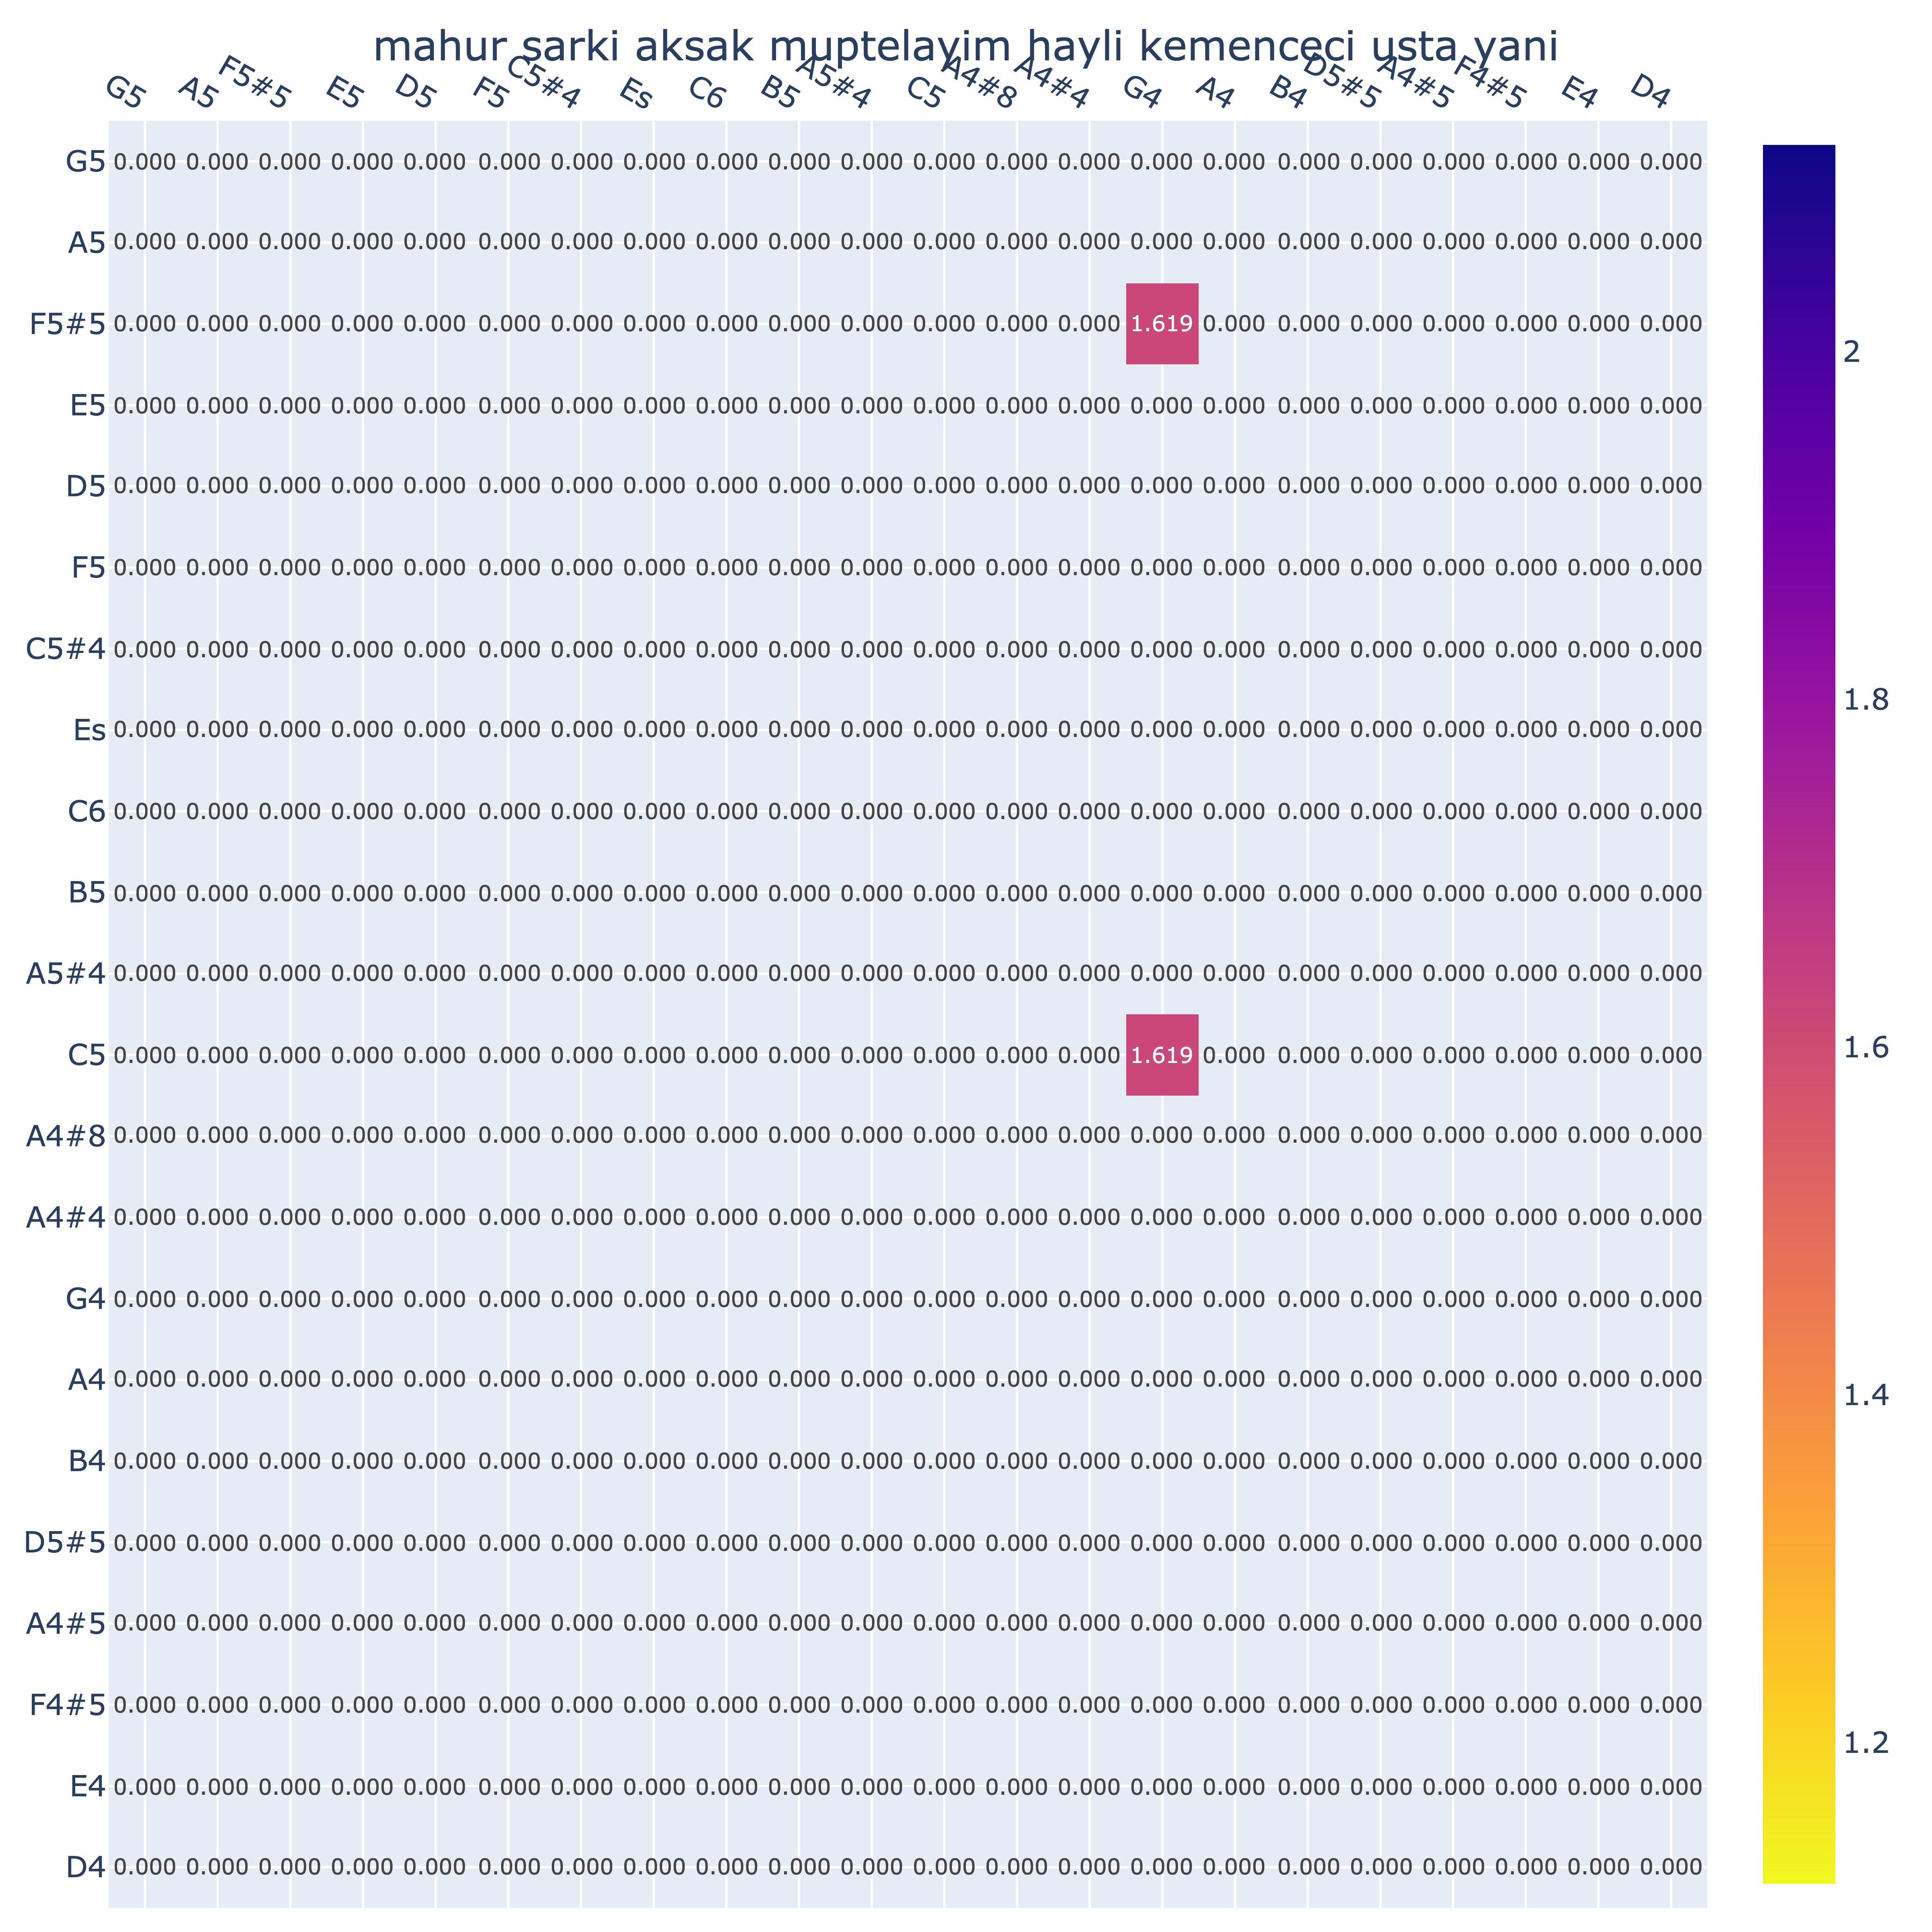 mahur sarki aksak muptelayim hayli kemenceci usta yani
G5 A5 F5#5 E5 D5 F5 C5#4 Es C6 B5 A5#4 C5 A4#8 A4#4 G4 A4 B4 D5#5 A4#5 F4#5 E4 D4
G5 0.000 0.000 0.000 0.000 0.000 0.000 0.000 0.000 0.000 0.000 0.000 0.000 0.000 0.000 0.000 0.000 0.000 0.000 0.000 0.000 0.000 0.000
A5 0.000 0.000 0.000 0.000 0.000 0.000 0.000 0.000 0.000 0.000 0.000 0.000 0.000 0.000 0.000 0.000 0.000 0.000 0.000 0.000 0.000 0.000
F5#5 0.000 0.000 0.000 0.000 0.000 0.000 0.000 0.000 0.000 0.000 0.000 0.000 0.000 0.000 1.619 0.000 0.000 0.000 0.000 0.000 0.000 0.000
2
E5 0.000 0.000 0.000 0.000 0.000 0.000 0.000 0.000 0.000 0.000 0.000 0.000 0.000 0.000 0.000 0.000 0.000 0.000 0.000 0.000 0.000 0.000
D5 0.000 0.000 0.000 0.000 0.000 0.000 0.000 0.000 0.000 0.000 0.000 0.000 0.000 0.000 0.000 0.000 0.000 0.000 0.000 0.000 0.000 0.000
F5 0.000 0.000 0.000 0.000 0.000 0.000 0.000 0.000 0.000 0.000 0.000 0.000 0.000 0.000 0.000 0.000 0.000 0.000 0.000 0.000 0.000 0.000
C5#4 0.000 0.000 0.000 0.000 0.000 0.000 0.000 0.000 0.000 0.000 0.000 0.000 0.000 0.000 0.000 0.000 0.000 0.000 0.000 0.000 0.000 0.000
1.8
Es 0.000 0.000 0.000 0.000 0.000 0.000 0.000 0.000 0.000 0.000 0.000 0.000 0.000 0.000 0.000 0.000 0.000 0.000 0.000 0.000 0.000 0.000
C6 0.000 0.000 0.000 0.000 0.000 0.000 0.000 0.000 0.000 0.000 0.000 0.000 0.000 0.000 0.000 0.000 0.000 0.000 0.000 0.000 0.000 0.000
B5 0.000 0.000 0.000 0.000 0.000 0.000 0.000 0.000 0.000 0.000 0.000 0.000 0.000 0.000 0.000 0.000 0.000 0.000 0.000 0.000 0.000 0.000
A5#4 0.000 0.000 0.000 0.000 0.000 0.000 0.000 0.000 0.000 0.000 0.000 0.000 0.000 0.000 0.000 0.000 0.000 0.000 0.000 0.000 0.000 0.000
C5 0.000 0.000 0.000 0.000 0.000 0.000 0.000 0.000 0.000 0.000 0.000 0.000 0.000 0.000 1.619 0.000 0.000 0.000 0.000 0.000 0.000 0.000
1.6
A4#8 0.000 0.000 0.000 0.000 0.000 0.000 0.000 0.000 0.000 0.000 0.000 0.000 0.000 0.000 0.000 0.000 0.000 0.000 0.000 0.000 0.000 0.000
A4#4 0.000 0.000 0.000 0.000 0.000 0.000 0.000 0.000 0.000 0.000 0.000 0.000 0.000 0.000 0.000 0.000 0.000 0.000 0.000 0.000 0.000 0.000
G4 0.000 0.000 0.000 0.000 0.000 0.000 0.000 0.000 0.000 0.000 0.000 0.000 0.000 0.000 0.000 0.000 0.000 0.000 0.000 0.000 0.000 0.000
A4 0.000 0.000 0.000 0.000 0.000 0.000 0.000 0.000 0.000 0.000 0.000 0.000 0.000 0.000 0.000 0.000 0.000 0.000 0.000 0.000 0.000 0.000
1.4
B4 0.000 0.000 0.000 0.000 0.000 0.000 0.000 0.000 0.000 0.000 0.000 0.000 0.000 0.000 0.000 0.000 0.000 0.000 0.000 0.000 0.000 0.000
D5#5 0.000 0.000 0.000 0.000 0.000 0.000 0.000 0.000 0.000 0.000 0.000 0.000 0.000 0.000 0.000 0.000 0.000 0.000 0.000 0.000 0.000 0.000
A4#5 0.000 0.000 0.000 0.000 0.000 0.000 0.000 0.000 0.000 0.000 0.000 0.000 0.000 0.000 0.000 0.000 0.000 0.000 0.000 0.000 0.000 0.000
F4#5 0.000 0.000 0.000 0.000 0.000 0.000 0.000 0.000 0.000 0.000 0.000 0.000 0.000 0.000 0.000 0.000 0.000 0.000 0.000 0.000 0.000 0.000
1.2
E4 0.000 0.000 0.000 0.000 0.000 0.000 0.000 0.000 0.000 0.000 0.000 0.000 0.000 0.000 0.000 0.000 0.000 0.000 0.000 0.000 0.000 0.000
D4 0.000 0.000 0.000 0.000 0.000 0.000 0.000 0.000 0.000 0.000 0.000 0.000 0.000 0.000 0.000 0.000 0.000 0.000 0.000 0.000 0.000 0.000